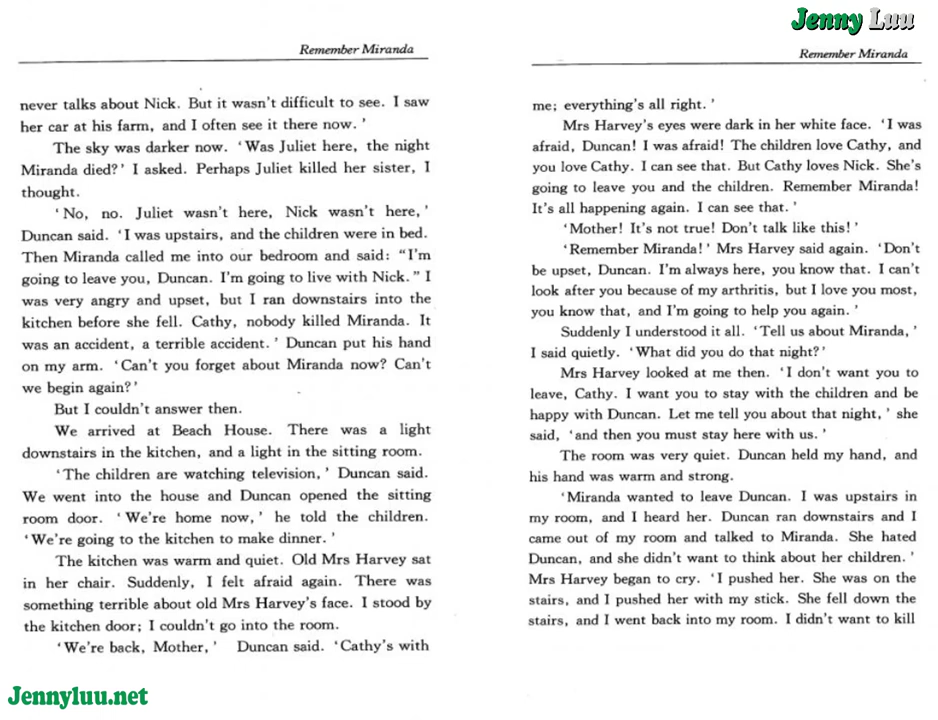 Jenny Luu
Remember Miranda
never talks about Nick. But it wasn't difficult to see. I saw
her car at his farm, and I often see it there now. '
The sky was darker now. 'Was Juliet here, the night
Miranda died?' I asked. Perhaps Juliet killed her sister, I
thought.
'No, no. Juliet wasn't here, Nick wasn't here,'
Duncan said. 'I was upstairs, and the children were in bed.
Then Miranda called me into our bedroom and said: "I'm
going to leave you, Duncan. I'm going to live with Nick." I
was very angry and upset, but I ran downstairs into the
kitchen before she fell. Cathy, nobody killed Miranda. It
was an accident, a terrible accident. ' Duncan put his hand
on my arm. 'Can't you forget about Miranda now? Can't
we begin again?'
But I couldn't answer then.
We arrived at Beach House. There was a light
downstairs in the kitchen, and a light in the sitting room.
'The children are watching television, ' Duncan said.
We went into the house and Duncan opened the sitting
room door. 'We're home now,' he told the children.
'We're going to the kitchen to make dinner. '
The kitchen was warm and quiet. Old Mrs Harvey sat
in her chair. Suddenly, I felt afraid again. There was
something terrible about old Mrs Harvey's face. I stood by
the kitchen door; I couldn't go into the room.
'We're back, Mother, ' Duncan said. 'Cathy's with
Remember Miranda
me; everything's all right. '
Mrs Harvey's eyes were dark in her white face. 'I was
afraid, Duncan! I was afraid! The children love Cathy, and
you love Cathy. I can see that. But Cathy loves Nick. She's
going to leave you and the children. Remember Miranda!
It's all happening again. I can see that. '
'Mother! It's not true! Don't talk like this!'
'Remember Miranda!' Mrs Harvey said again. 'Don't
be upset, Duncan. I'm always here, you know that. I can't
look after you because of my arthritis, but I love you most,
you know that, and I'm going to help you again. '
Suddenly I understood it all. 'Tell us about Miranda, '
I said quietly. 'What did you do that night?'
Mrs Harvey looked at me then. 'I don't want you to
leave, Cathy. I want you to stay with the children and be
happy with Duncan. Let me tell you about that night, ' she
said, 'and then you must stay here with us. '
The room was very quiet. Duncan held my hand, and
his hand was warm and strong.
'Miranda wanted to leave Duncan. I was upstairs in
my room, and I heard her. Duncan ran downstairs and I
came out of my room and talked to Miranda. She hated
Duncan, and she didn't want to think about her children. '
Mrs Harvey began to cry. 'I pushed her. She was on the
stairs, and I pushed her with my stick. She fell down the
stairs, and I went back into my room. I didn't want to kill
Jennyluu.net